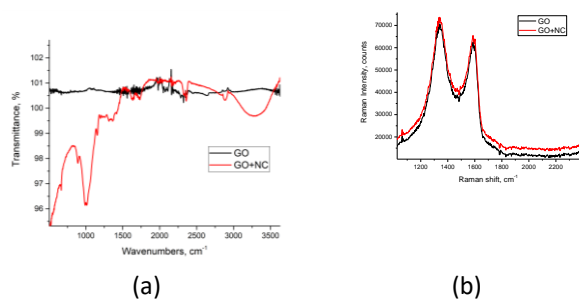 102
101
100
99
98
97
96
Transmittance, %
GO
GO+NC
1000 1500 2000 2500 3000 3500
Wavenumbers, cm⁻¹
(a)
70000
60000
50000
40000
30000
20000
Raman Intensity, counts
GO
GO+NC
1200 1400 1600 1800 2000 2200
Raman shift, cm⁻¹
(b)